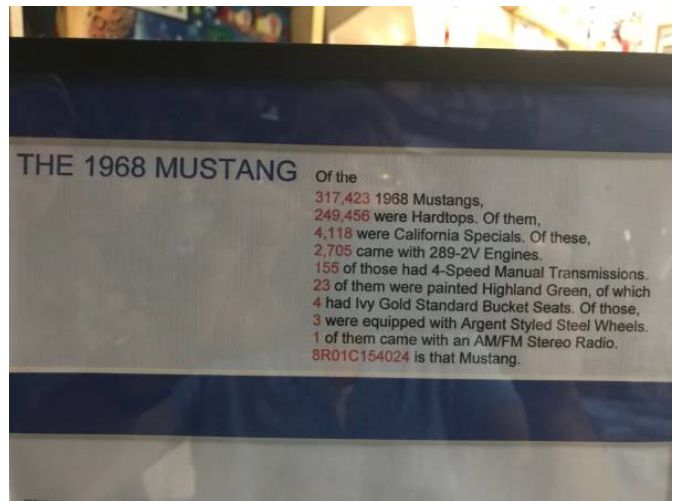 THE 1968 MUSTANG
Of the
317,423 1968 Mustangs,
249,456 were Hardtops. Of them,
4,118 were California Specials. Of these,
2,705 came with 289-2V Engines.
155 of those had 4-Speed Manual Transmissions.
23 of them were painted Highland Green, of which
4 had Ivy Gold Standard Bucket Seats. Of those,
3 were equipped with Argent Styled Steel Wheels.
1 of them came with an AM/FM Stereo Radio.
8R01C154024 is that Mustang.